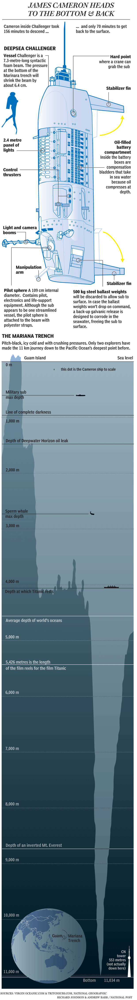 JAMES CAMERON HEADS
TO THE BOTTOM & BACK
Cameron inside Challenger took
156 minutes to descend ...
... and only 70 minutes to get
back to the surface.
DEEPSEA CHALLENGER
Vessel Challenger is a
7.3-metre-long syntactic
foam beam. The pressure
at the bottom of the
Marinara trench will
shrink the beam by
about 6.4 cm.
Hard point
where a crane can
grab the sub
Stabilizer fin
2.4 metre
panel of
lights
Oil-filled
battery
compartment
Inside the battery
boxes are
compensation
bladders that take
in sea water
because oil
compresses at
depth.
Control
thrusters
Light and camera
booms
Manipulation
arm
Stabilizer fin
Pilot sphere A 109 cm internal
diameter. Contains pilot,
electronics and life-support
equipment. Although the sub
appears to be one streamlined
vessel, the pilot sphere is
attached to the beam with
polyester straps.
500 kg steel ballast weights
will be discarded to allow sub to
surface. In case the ballast
weights won't drop on command,
a back-up galvanic release is
designed to corrode in the
seawater, freeing the sub to
surface.
THE MARIANA TRENCH
Pitch-black, icy cold and with crushing pressures. Only two explorers have
made the 11 km journey down to the Pacific Ocean's deepest point before.
Guam Island
Sea level
0 m
this dot is the Cameron ship to scale
Military sub
max depth
Line of complete darkness
1,000 m
Depth of Deepwater Horizon oil leak
2,000 m
Sperm whale
max depth
3,000 m
4,000 m
Depth at which Titanic rests
Average depth of world's oceans
5,000 m
5,426 metres is the length
of the film reels for the film Titanic
6,000 m
7,000 m
8,000 m
Depth of an inverted Mt. Everest
9,000 m
10,000 m
Guam
Mariana
Trench
CN
tower
553 metres
(not actually
down here)
11,000 m
Bottom
11,034 m
SOURCES: VIRGIN OCEANIC.COM & TRITONSUBS.COM, NATIONAL GEOGRAPHIC
RICHARD JOHNSON & ANDREW BARR / NATIONAL POST